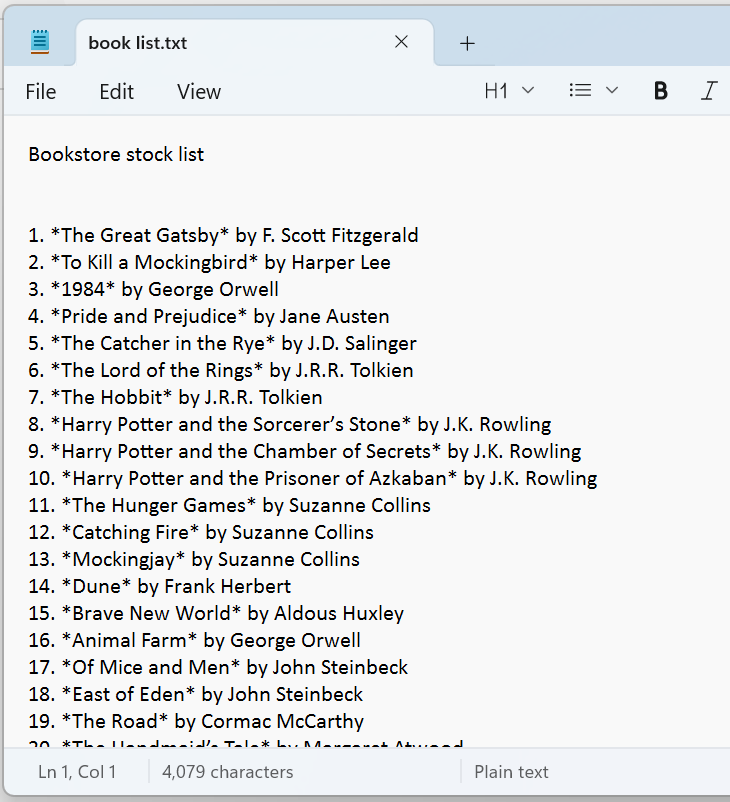 book list.txt
File Edit View H1 B I
Bookstore stock list
1. *The Great Gatsby* by F. Scott Fitzgerald
2. *To Kill a Mockingbird* by Harper Lee
3. *1984* by George Orwell
4. *Pride and Prejudice* by Jane Austen
5. *The Catcher in the Rye* by J.D. Salinger
6. *The Lord of the Rings* by J.R.R. Tolkien
7. *The Hobbit* by J.R.R. Tolkien
8. *Harry Potter and the Sorcerer’s Stone* by J.K. Rowling
9. *Harry Potter and the Chamber of Secrets* by J.K. Rowling
10. *Harry Potter and the Prisoner of Azkaban* by J.K. Rowling
11. *The Hunger Games* by Suzanne Collins
12. *Catching Fire* by Suzanne Collins
13. *Mockingjay* by Suzanne Collins
14. *Dune* by Frank Herbert
15. *Brave New World* by Aldous Huxley
16. *Animal Farm* by George Orwell
17. *Of Mice and Men* by John Steinbeck
18. *East of Eden* by John Steinbeck
19. *The Road* by Cormac McCarthy
20. *The Handmaid’s Tale* by Margaret Atwood
Ln 1, Col 1 4,079 characters Plain text